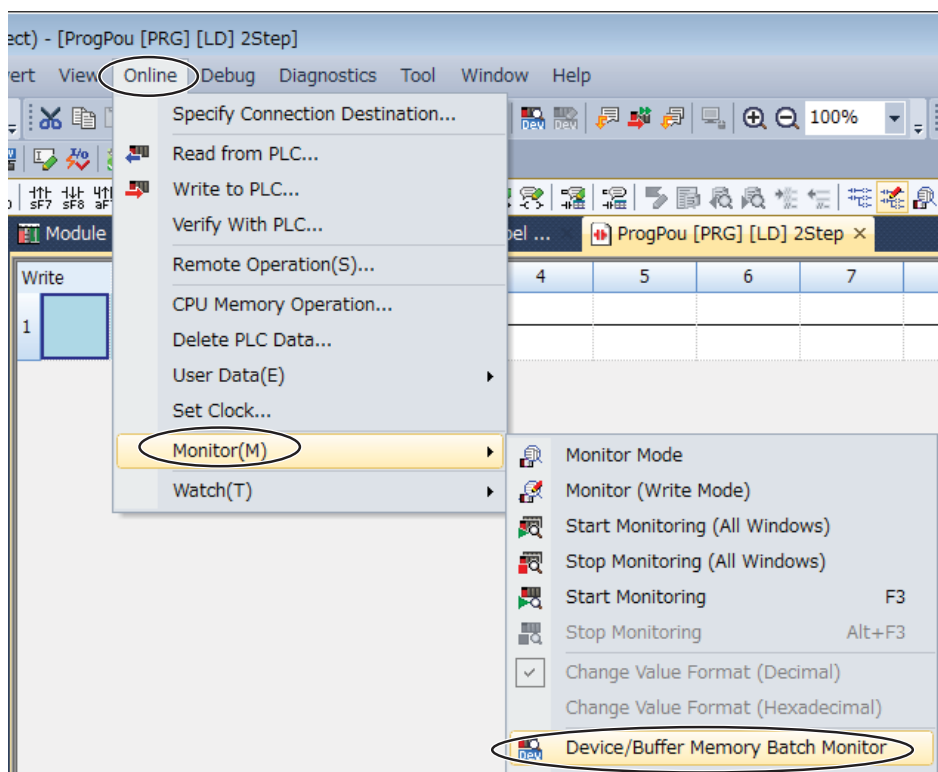 ect) - [ProgPou [PRG] [LD] 2Step]
ert View Online Debug Diagnostics Tool Window Help
Specify Connection Destination...
100%
Read from PLC...
Write to PLC...
sF7 sF8 aF
Verify With PLC...
Module
el ...
ProgPou [PRG] [LD] 2Step ×
Remote Operation(S)...
Write
4 5 6 7
CPU Memory Operation...
1
Delete PLC Data...
User Data(E)
Set Clock...
Monitor(M)
Monitor Mode
Watch(T)
Monitor (Write Mode)
Start Monitoring (All Windows)
Stop Monitoring (All Windows)
Start Monitoring F3
Stop Monitoring Alt+F3
Change Value Format (Decimal)
Change Value Format (Hexadecimal)
Device/Buffer Memory Batch Monitor